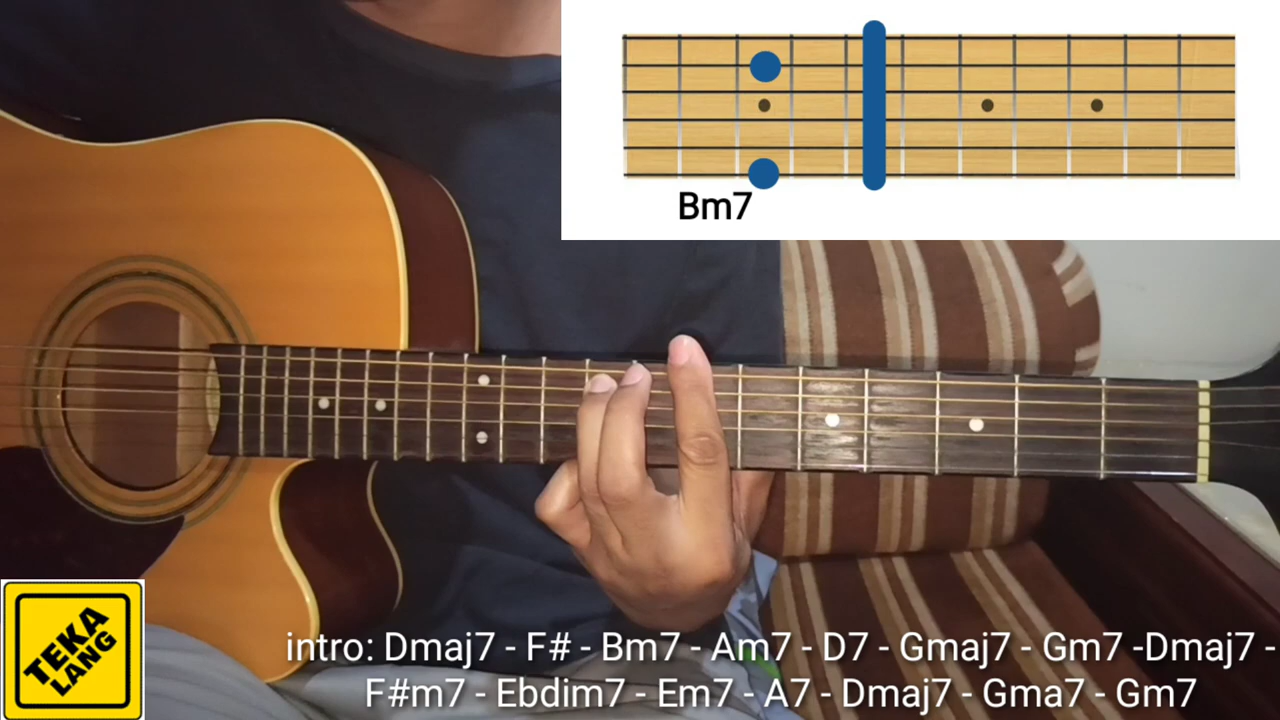 Bm7
intro: Dmaj7 - F# - Bm7 - Am7 - D7 - Gmaj7 - Gm7 -Dmaj7 -
F#m7 - Ebdim7 - Em7 - A7 - Dmaj7 - Gma7 - Gm7
TEKA
LANG